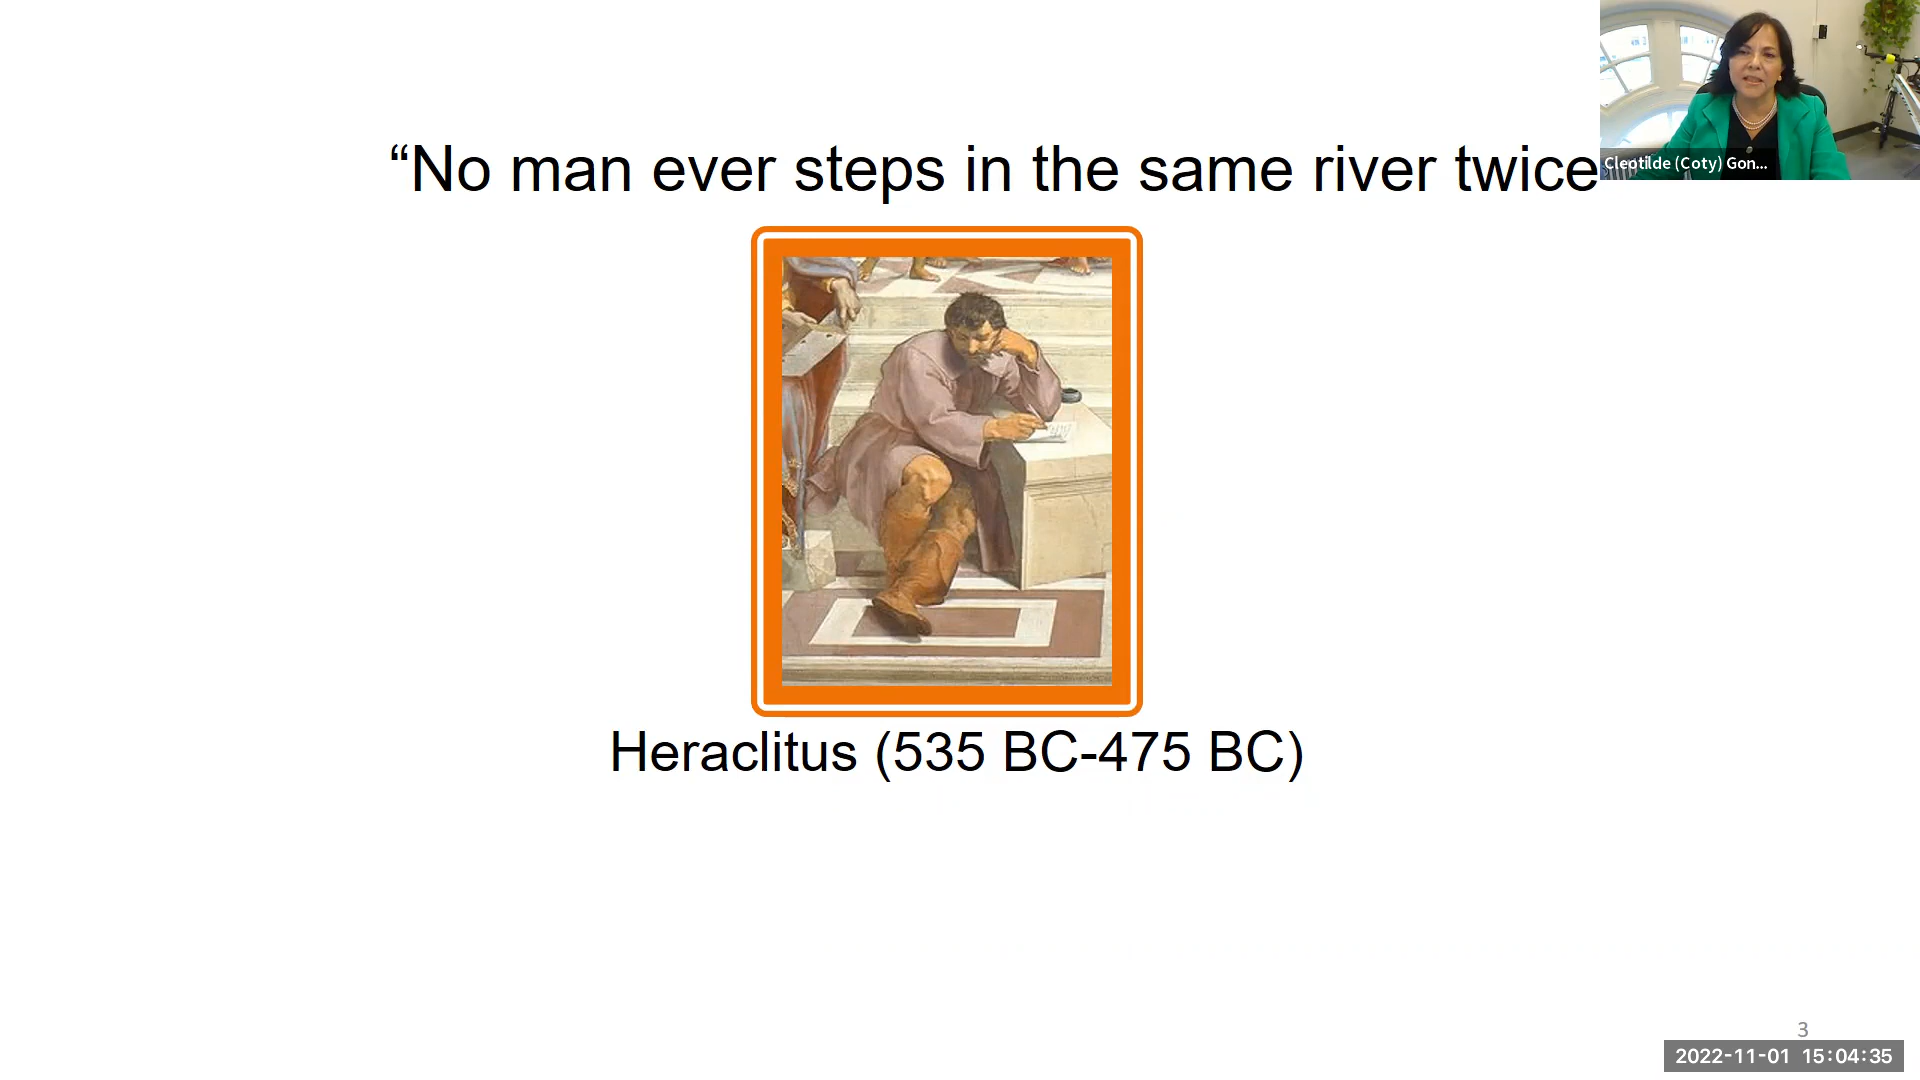 “No man ever steps in the same river twice
Cleotilde (Coty) Gon...
Heraclitus (535 BC-475 BC)
3
2022-11-01 15:04:35